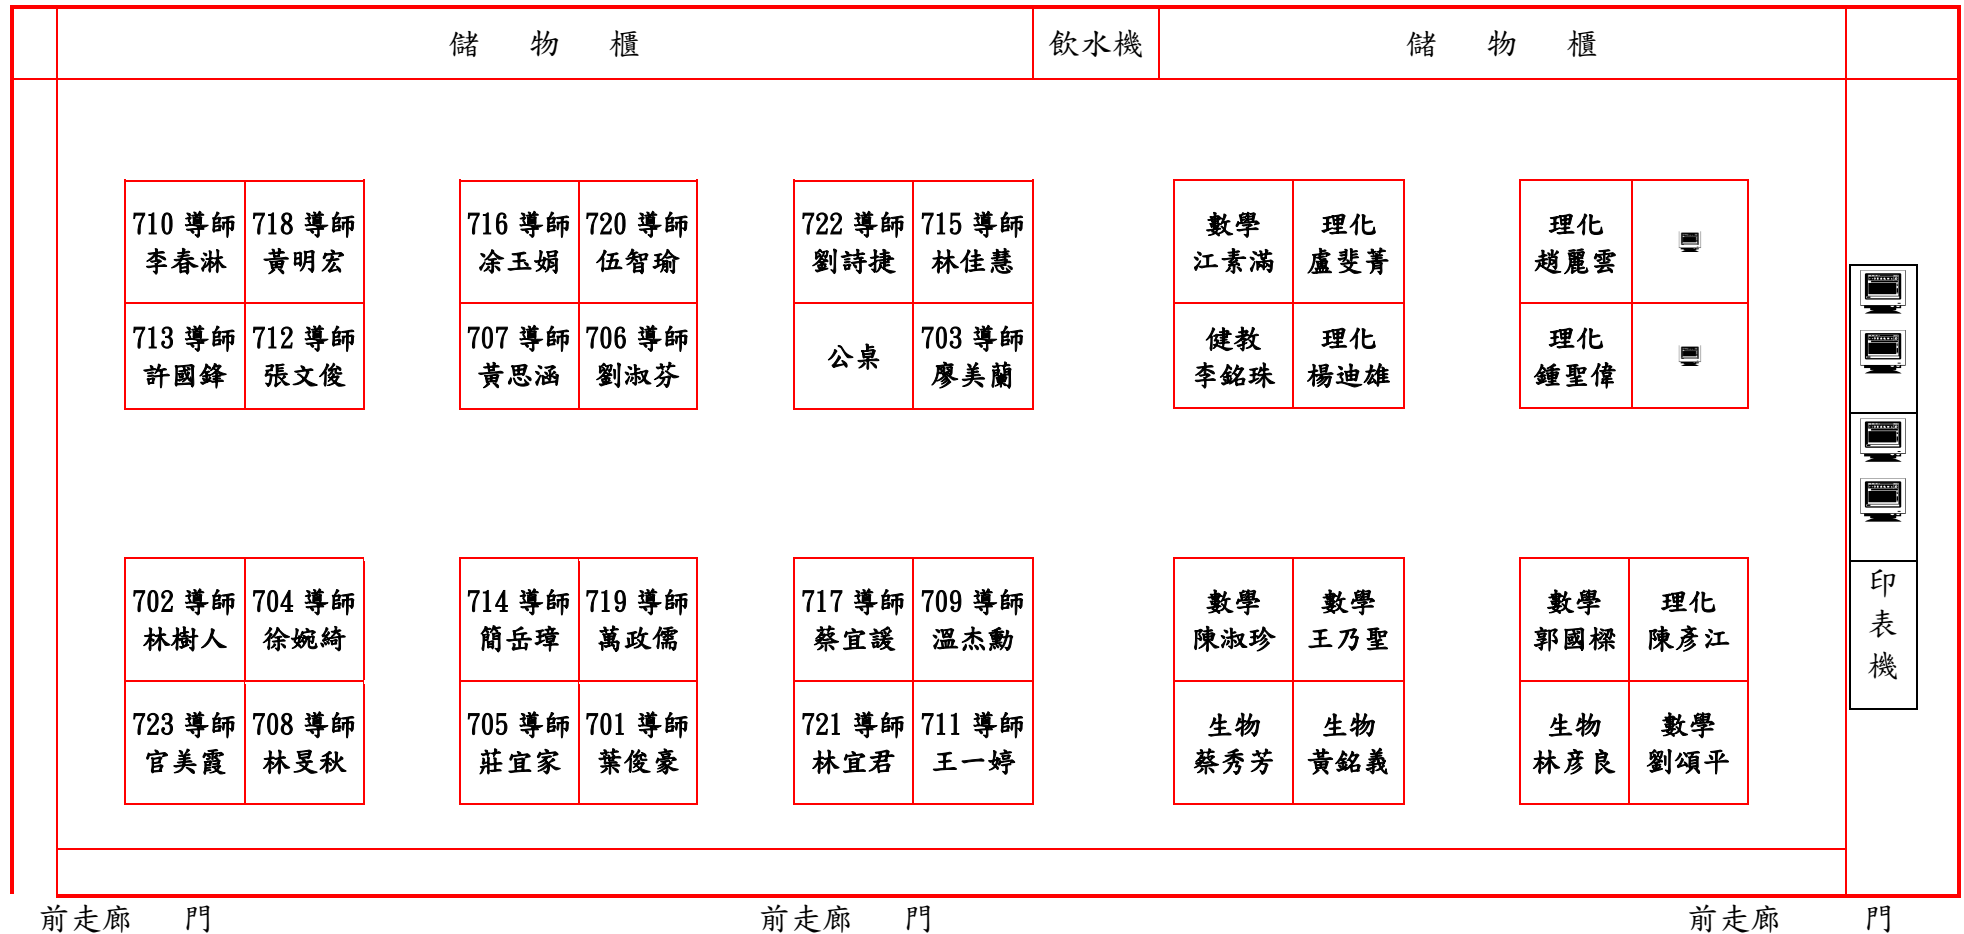 儲 物 櫃 飲水機 儲 物 櫃
710 導師 718 導師 716 導師 720 導師 722 導師 715 導師 數學 理化 理化
李春淋 黃明宏 凃玉娟 伍智瑜 劉詩捷 林佳慧 江素滿 盧斐菁 趙麗雲
713 導師 712 導師 707 導師 706 導師 公桌 703 導師 健教 理化 理化
許國鋒 張文俊 黃思涵 劉淑芬 廖美蘭 李銘珠 楊迪雄 鍾聖偉
702 導師 704 導師 714 導師 719 導師 717 導師 709 導師 數學 數學 數學 理化
林樹人 徐婉綺 簡岳璋 萬政儒 蔡宜諼 溫杰勳 陳淑珍 王乃聖 郭國樑 陳彥江
723 導師 708 導師 705 導師 701 導師 721 導師 711 導師 生物 生物 生物 數學
官美霞 林旻秋 莊宜家 葉俊豪 林宜君 王一婷 蔡秀芳 黃銘義 林彦良 劉頌平
印
表
機
前走廊 門 前走廊 門 前走廊 門